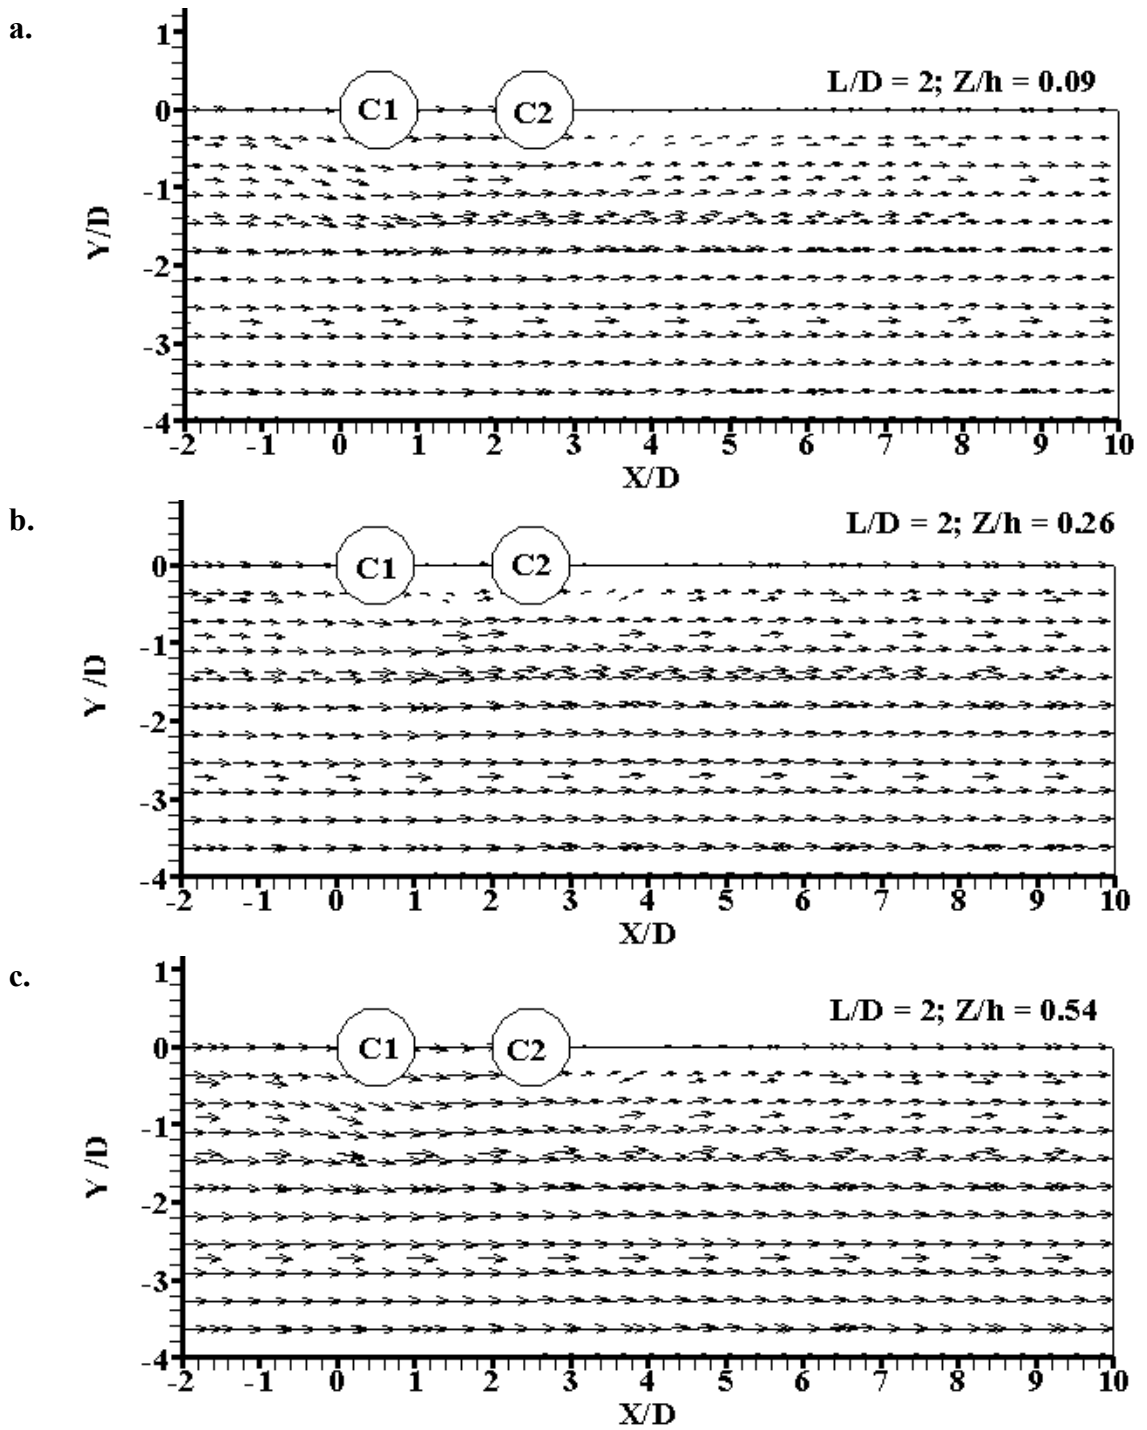 a.
1
L/D = 2; Z/h = 0.09
0 C1 C2
-1
Y/D
-2
-3
-4
-2 -1 0 1 2 3 4 5 6 7 8 9 10
X/D
b.
L/D = 2; Z/h = 0.26
0 C1 C2
-1
Y /D
-2
-3
-4
-2 -1 0 1 2 3 4 5 6 7 8 9 10
X/D
c.
1
L/D = 2; Z/h = 0.54
0 C1 C2
-1
Y /D
-2
-3
-4
-2 -1 0 1 2 3 4 5 6 7 8 9 10
X/D